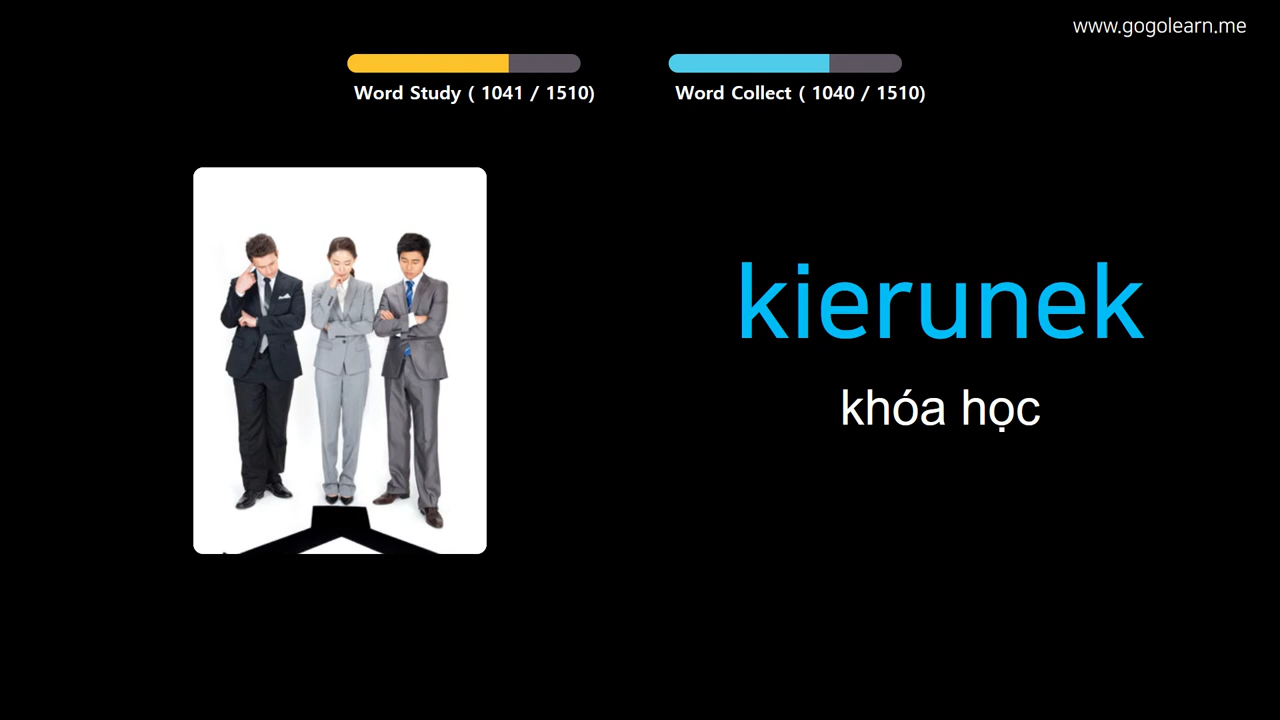 www.gogolearn.me
Word Study ( 1041 / 1510)
Word Collect ( 1040 / 1510)
kierunek
khóa học